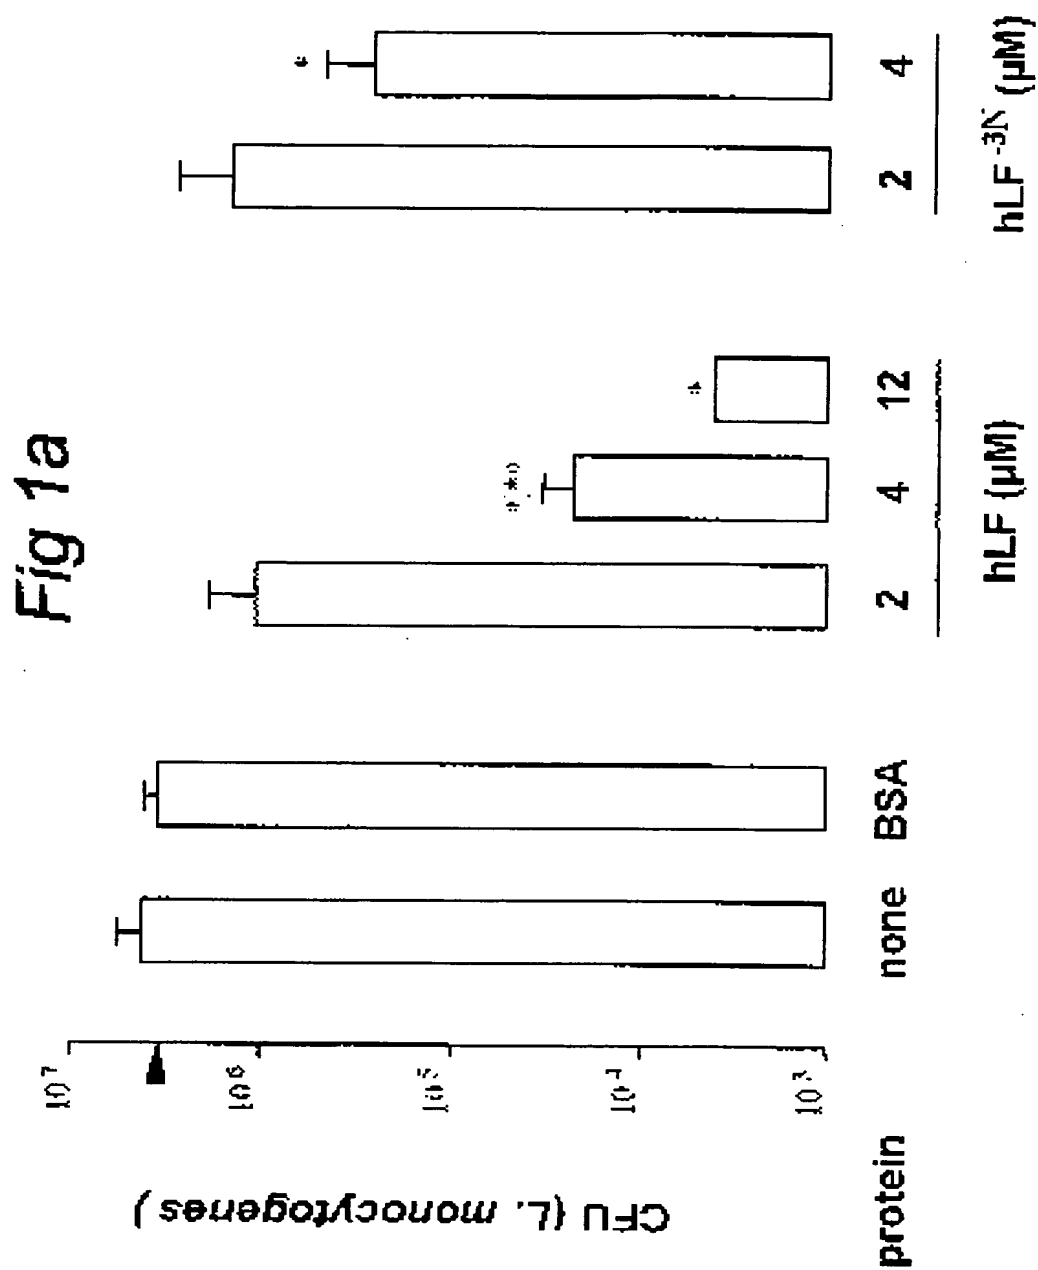 Fig 1a
CFU (L. monocytogenes)
10^7
10^6
10^5
10^4
10^3
protein none BSA 2 4 12 2 4
hLF (µM) hLF^-3N (µM)